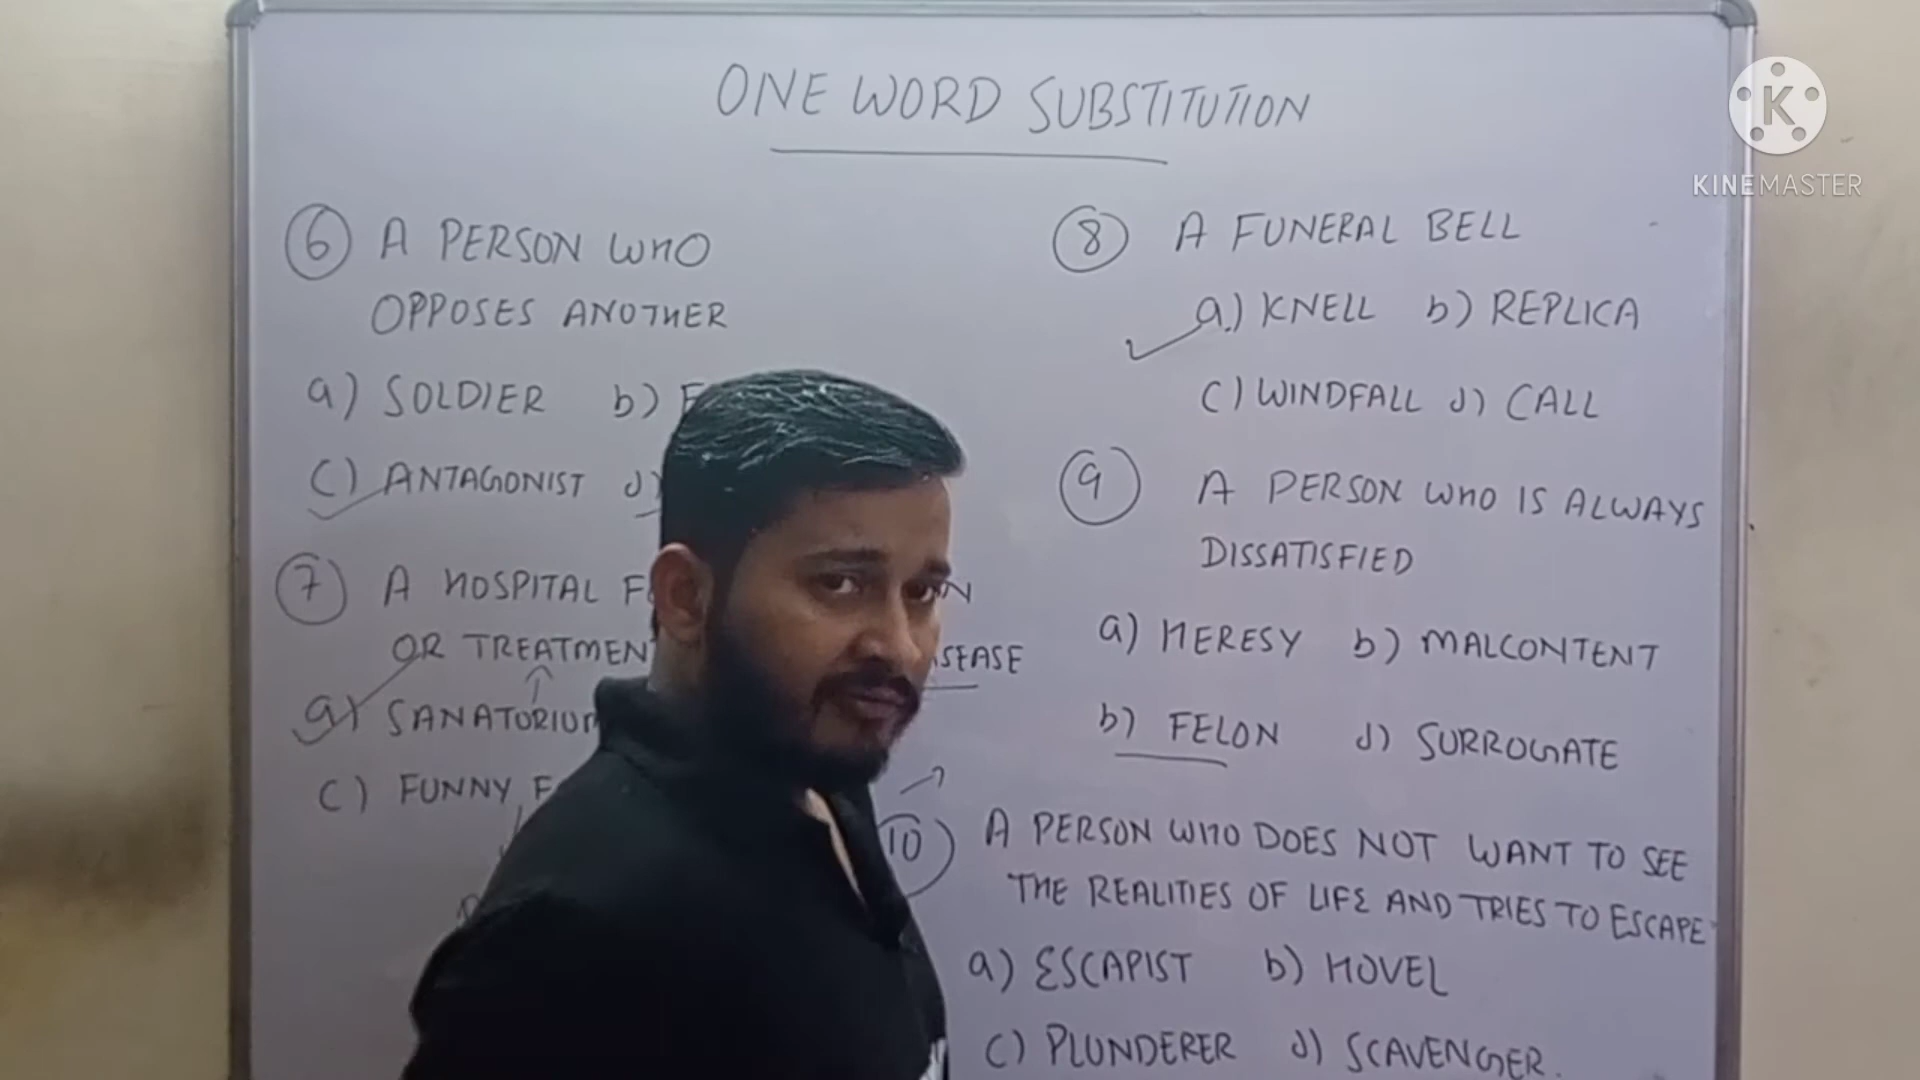 ONE WORD SUBSTITUTION
KINEMASTER
6 A PERSON WHO
OPPOSES ANOTHER
a) SOLDIER b)
c) ANTAGONIST d)
7 A HOSPITAL
OR TREATMENT
a) SANATORIUM
c) FUNNY
8 A FUNERAL BELL
a.) KNELL b) REPLICA
c) WINDFALL d) CALL
9 A PERSON WHO IS ALWAYS
DISSATISFIED
a) HERESY b) MALCONTENT
b) FELON d) SURROGATE
10 A PERSON WHO DOES NOT WANT TO SEE
THE REALITIES OF LIFE AND TRIES TO ESCAPE
a) ESCAPIST b) HOVEL
c) PLUNDERER d) SCAVENGER.